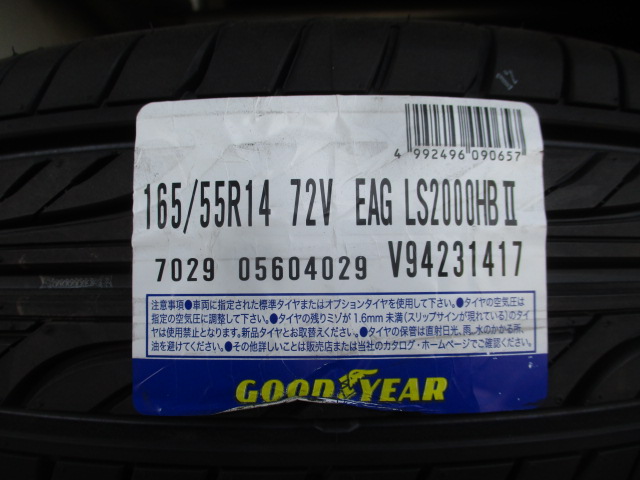 17
4 992496 090657
165/55R14 72V EAG LS2000HBⅡ
7029 05604029 V94231417
注意事項●車両に指定された標準タイヤまたはオプションタイヤを使用して下さい。●タイヤの空気圧は
指定の空気圧に調整して下さい。●タイヤの残りミゾが1.6mm未満(スリップサインが現れている)のタイ
ヤは使用禁止となります。新品タイヤとお取替えください。●タイヤの保管は直射日光、雨、水のかかる所、
油を避けてください。●その他詳しいことは販売店または当社のカタログ・ホームページでご確認ください。
GOODYEAR